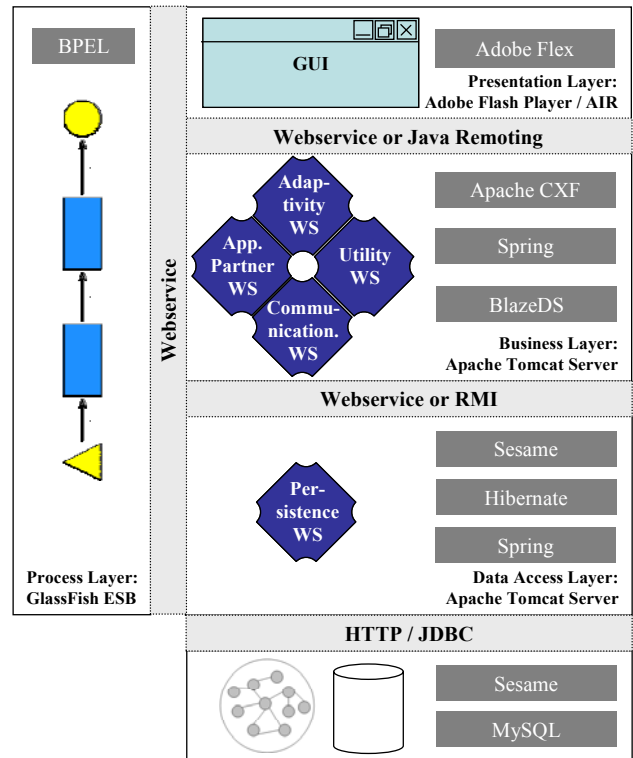 BPEL
Process Layer:
GlassFish ESB
Webservice
GUI
Adobe Flex
Presentation Layer:
Adobe Flash Player / AIR
Webservice or Java Remoting
Adap-
tivity
WS
App.
Partner
WS
Utility
WS
Commu-
nication.
WS
Apache CXF
Spring
BlazeDS
Business Layer:
Apache Tomcat Server
Webservice or RMI
Per-
sistence
WS
Sesame
Hibernate
Spring
Data Access Layer:
Apache Tomcat Server
HTTP / JDBC
Sesame
MySQL